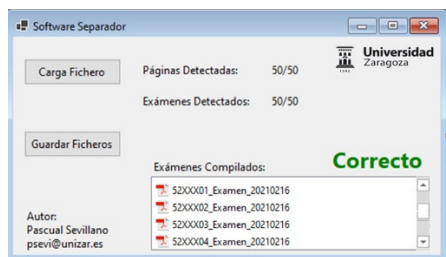 Software Separador
Universidad
Zaragoza
Carga Fichero
Páginas Detectadas: 50/50
Exámenes Detectados: 50/50
Guardar Ficheros
Exámenes Compilados:
Correcto
52XXX01_Examen_20210216
52XXX02_Examen_20210216
52XXX03_Examen_20210216
52XXX04_Examen_20210216
Autor:
Pascual Sevillano
psevi@unizar.es